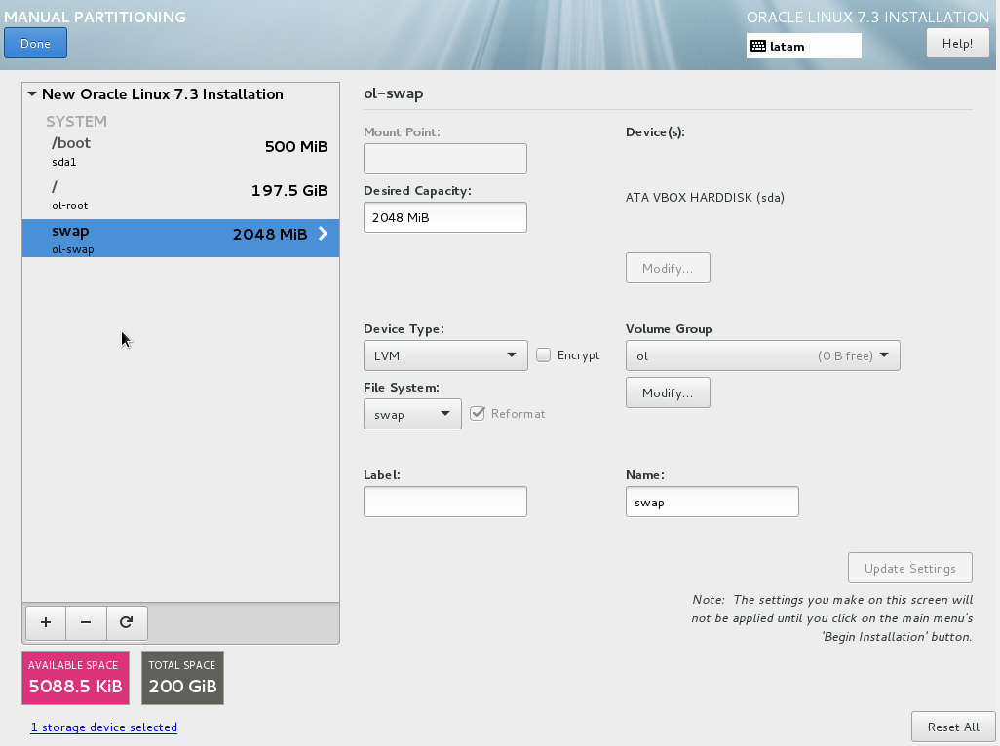 MANUAL PARTITIONING
ORACLE LINUX 7.3 INSTALLATION
Done
latam
Help!
New Oracle Linux 7.3 Installation
SYSTEM
/boot
500 MiB
sda1
/
197.5 GiB
ol-root
swap
2048 MiB
ol-swap
+
−
AVAILABLE SPACE
5088.5 KiB
TOTAL SPACE
200 GiB
1 storage device selected
ol-swap
Mount Point:
Desired Capacity:
2048 MiB
Device(s):
ATA VBOX HARDDISK (sda)
Modify...
Device Type:
LVM
Encrypt
Volume Group
ol (0 B free)
Modify...
File System:
swap
Reformat
Label:
Name:
swap
Update Settings
Note: The settings you make on this screen will
not be applied until you click on the main menu's
'Begin Installation' button.
Reset All